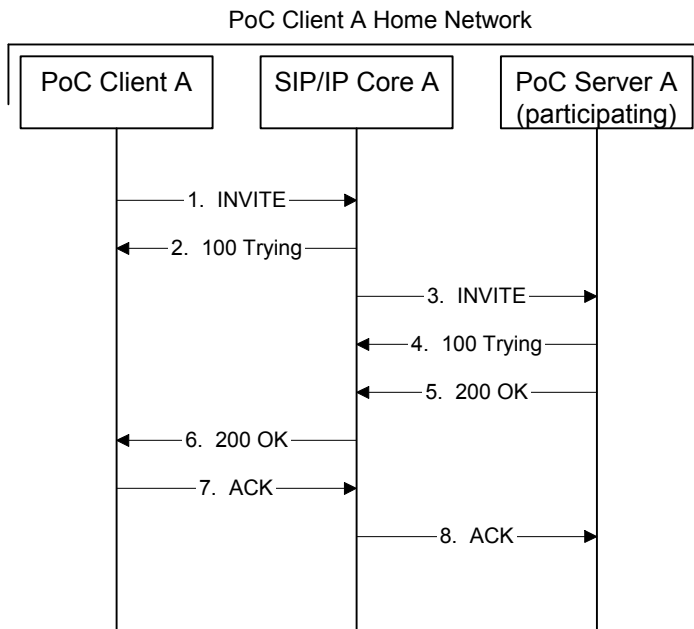 PoC Client A Home Network
PoC Client A
SIP/IP Core A
PoC Server A
(participating)
1. INVITE
2. 100 Trying
3. INVITE
4. 100 Trying
5. 200 OK
6. 200 OK
7. ACK
8. ACK